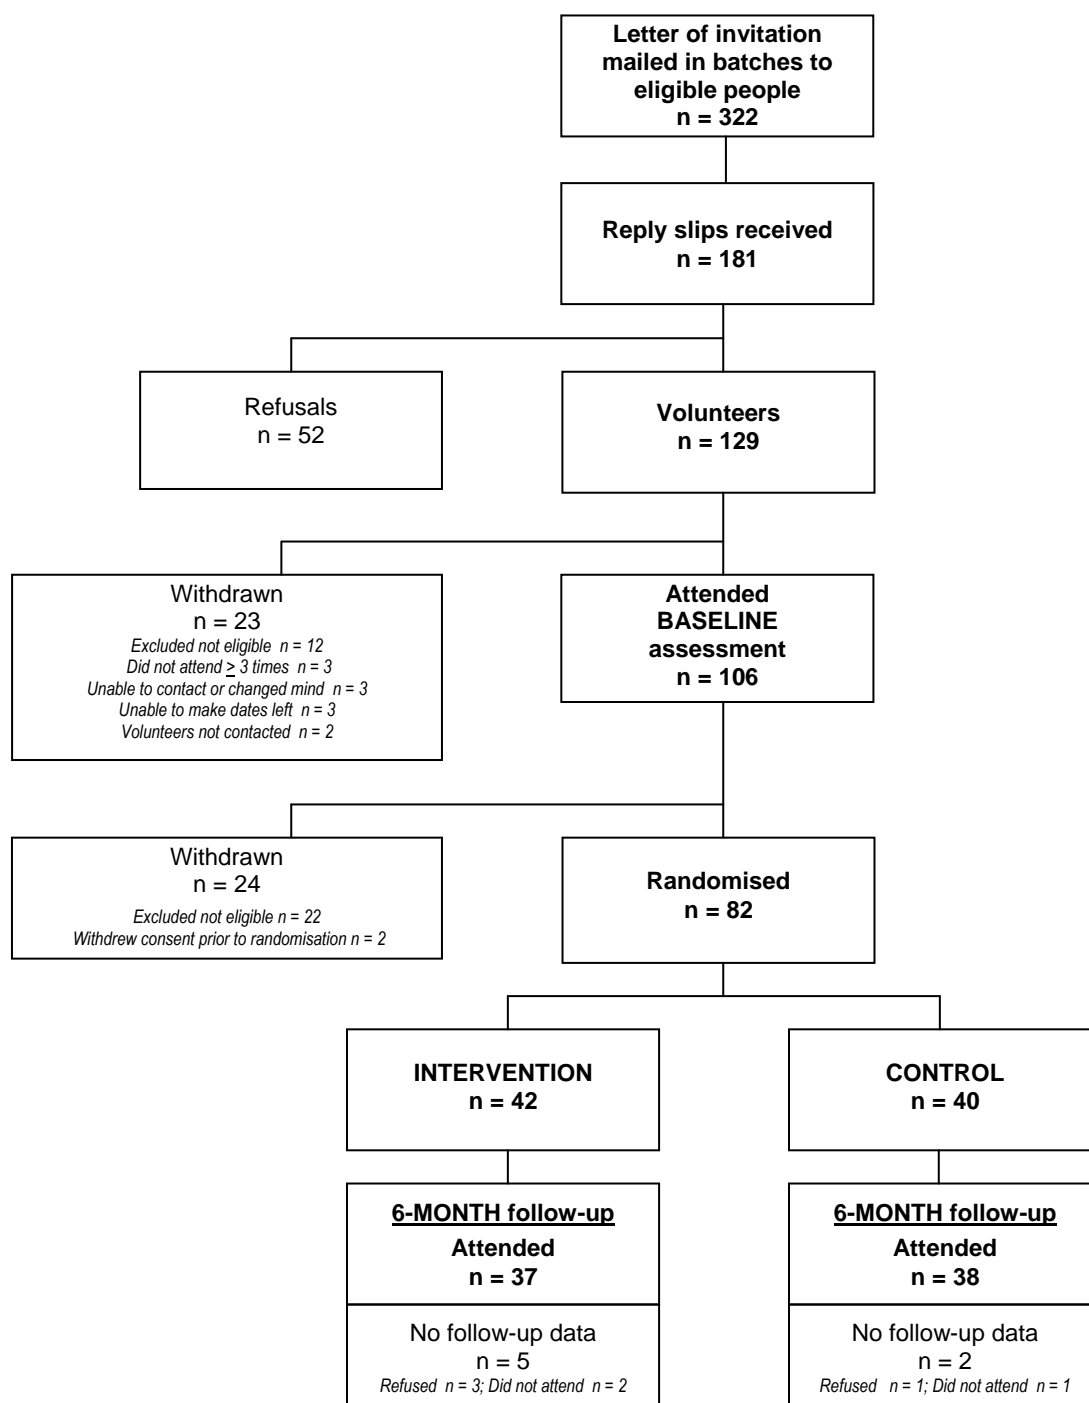 Letter of invitation
mailed in batches to
eligible people
n = 322
Reply slips received
n = 181
Refusals
n = 52
Volunteers
n = 129
Withdrawn
n = 23
Excluded not eligible n = 12
Did not attend ≥ 3 times n = 3
Unable to contact or changed mind n = 3
Unable to make dates left n = 3
Volunteers not contacted n = 2
Attended
BASELINE
assessment
n = 106
Withdrawn
n = 24
Excluded not eligible n = 22
Withdrew consent prior to randomisation n = 2
Randomised
n = 82
INTERVENTION
n = 42
CONTROL
n = 40
6-MONTH follow-up
Attended
n = 37
No follow-up data
n = 5
Refused n = 3; Did not attend n = 2
6-MONTH follow-up
Attended
n = 38
No follow-up data
n = 2
Refused n = 1; Did not attend n = 1